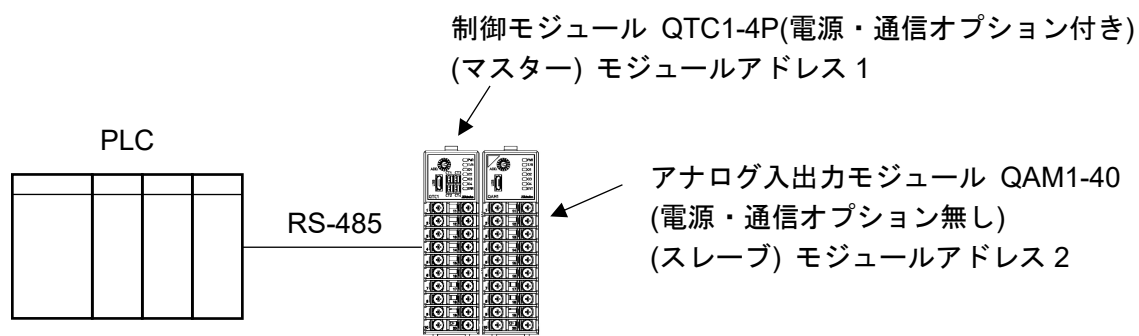 制御モジュール QTC1-4P(電源・通信オプション付き)
(マスター) モジュールアドレス 1
PLC
アナログ入出力モジュール QAM1-40
(電源・通信オプション無し)
(スレーブ) モジュールアドレス 2
RS-485